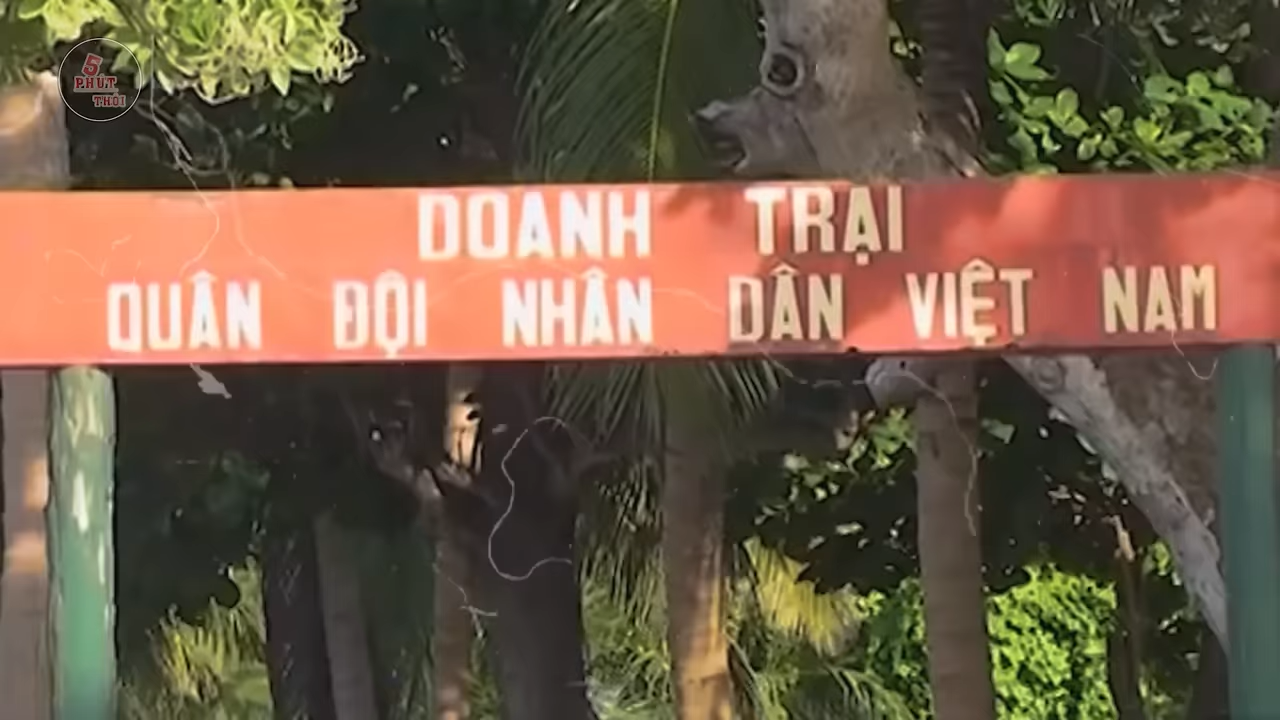 5
PHÚT
THÔI
DOANH TRẠI
QUÂN ĐỘI NHÂN DÂN VIỆT NAM